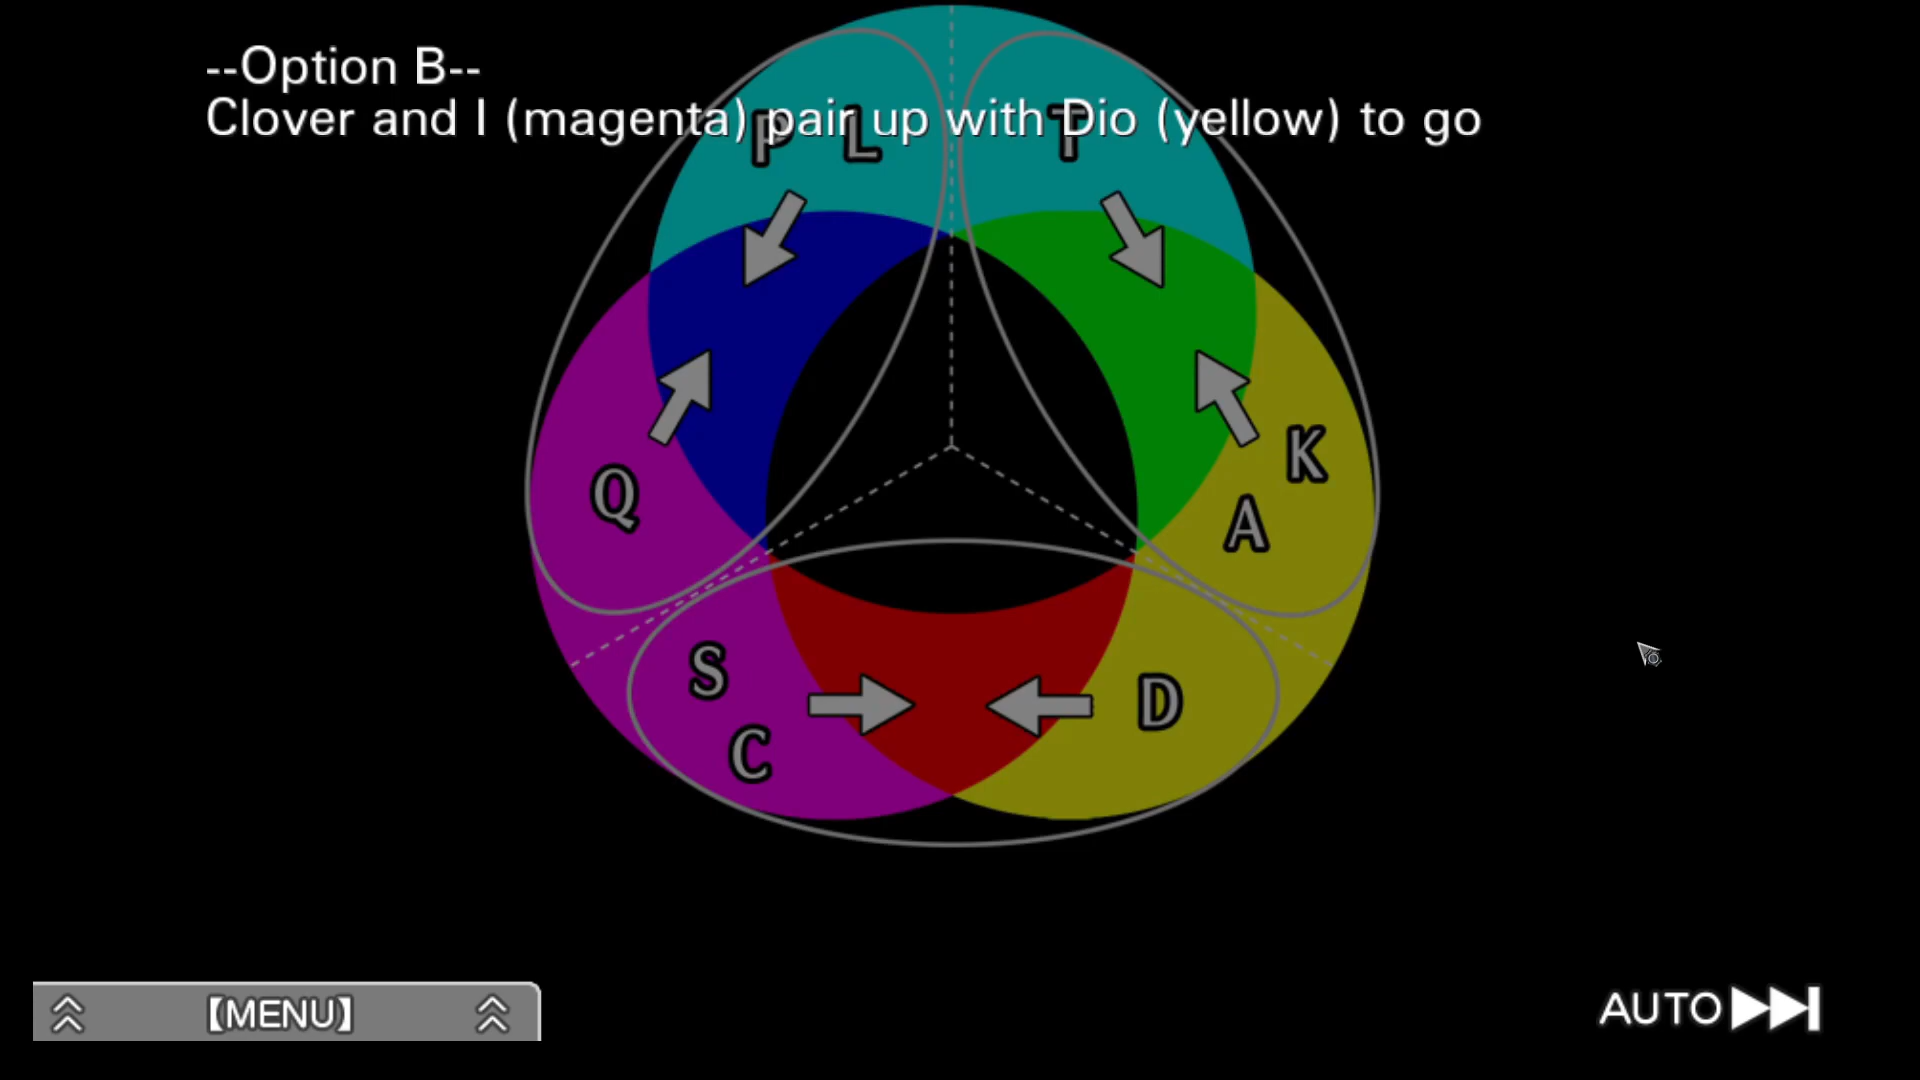 --Option B--
Clover and I (magenta) pair up with Dio (yellow) to go
P L T
Q
K
A
S
C
D
【MENU】
AUTO